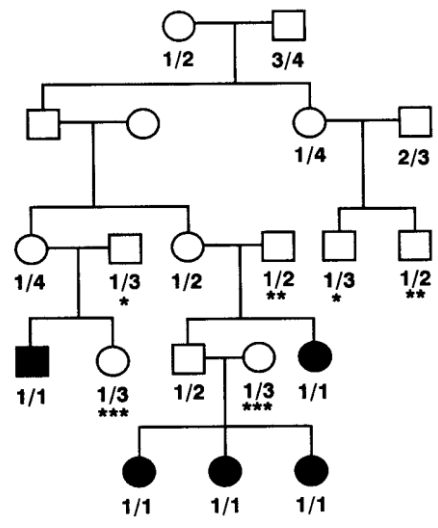 1/2 3/4
1/4 2/3
1/4 1/3 1/2 1/2 1/3 1/2
* ** * **
1/1 1/3 1/2 1/3 1/1
*** ***
1/1 1/1 1/1